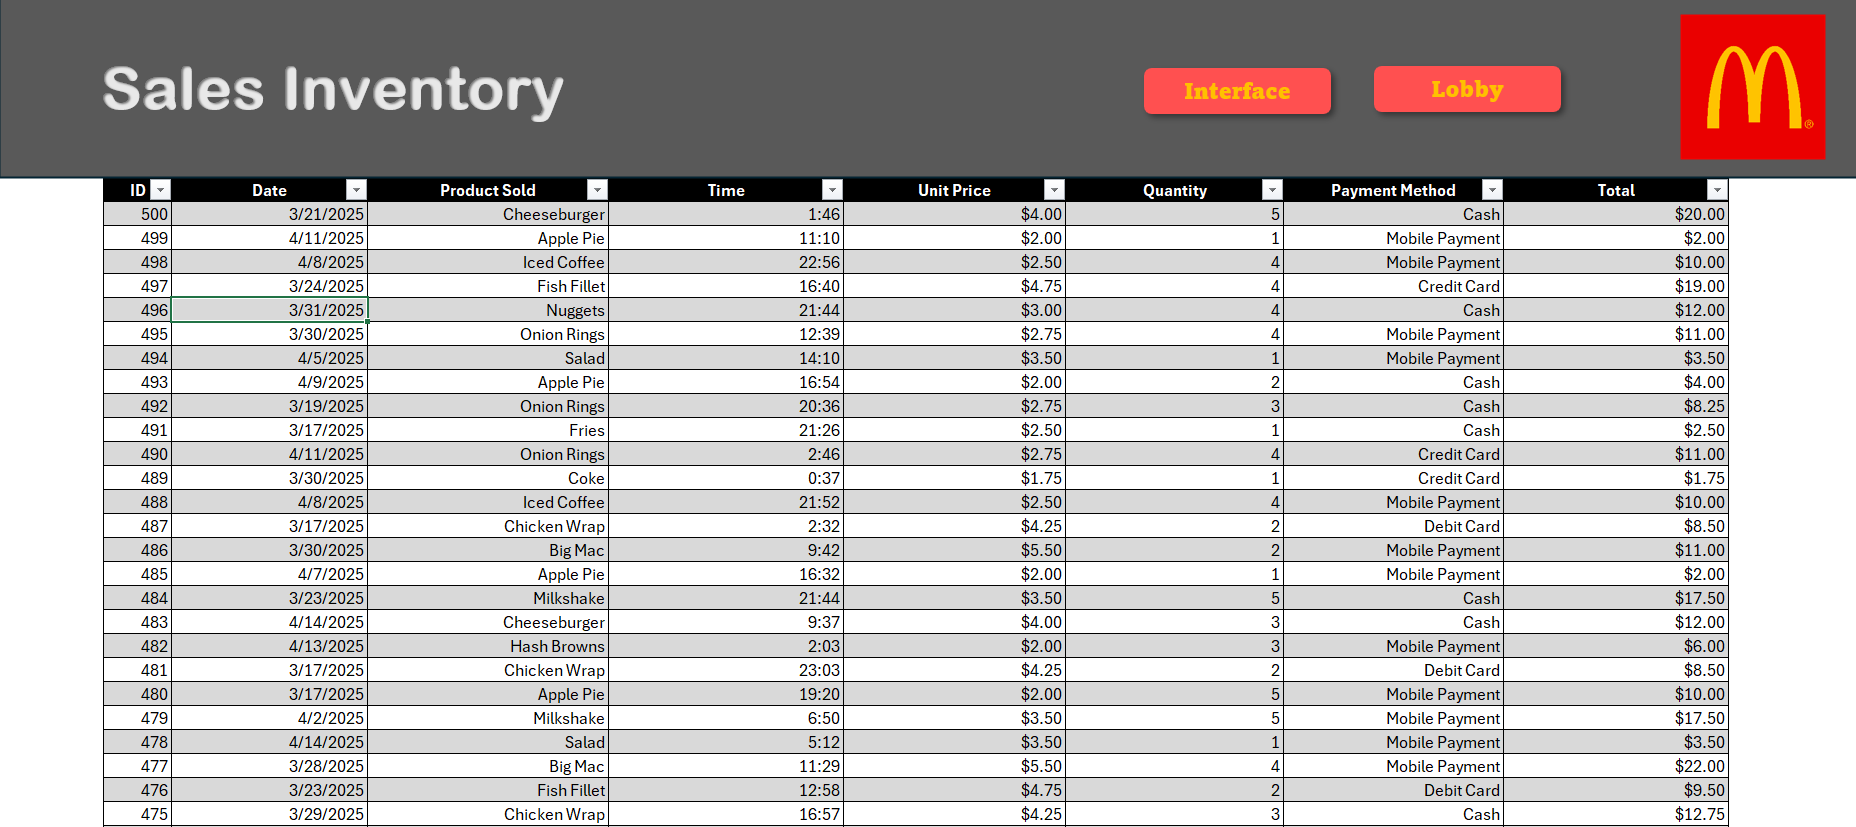 Sales Inventory
Interface
Lobby
®
ID Date Product Sold Time Unit Price Quantity Payment Method Total
500 3/21/2025 Cheeseburger 1:46 $4.00 5 Cash $20.00
499 4/11/2025 Apple Pie 11:10 $2.00 1 Mobile Payment $2.00
498 4/8/2025 Iced Coffee 22:56 $2.50 4 Mobile Payment $10.00
497 3/24/2025 Fish Fillet 16:40 $4.75 4 Credit Card $19.00
496 3/31/2025 Nuggets 21:44 $3.00 4 Cash $12.00
495 3/30/2025 Onion Rings 12:39 $2.75 4 Mobile Payment $11.00
494 4/5/2025 Salad 14:10 $3.50 1 Mobile Payment $3.50
493 4/9/2025 Apple Pie 16:54 $2.00 2 Cash $4.00
492 3/19/2025 Onion Rings 20:36 $2.75 3 Cash $8.25
491 3/17/2025 Fries 21:26 $2.50 1 Cash $2.50
490 4/11/2025 Onion Rings 2:46 $2.75 4 Credit Card $11.00
489 3/30/2025 Coke 0:37 $1.75 1 Credit Card $1.75
488 4/8/2025 Iced Coffee 21:52 $2.50 4 Mobile Payment $10.00
487 3/17/2025 Chicken Wrap 2:32 $4.25 2 Debit Card $8.50
486 3/30/2025 Big Mac 9:42 $5.50 2 Mobile Payment $11.00
485 4/7/2025 Apple Pie 16:32 $2.00 1 Mobile Payment $2.00
484 3/23/2025 Milkshake 21:44 $3.50 5 Cash $17.50
483 4/14/2025 Cheeseburger 9:37 $4.00 3 Cash $12.00
482 4/13/2025 Hash Browns 2:03 $2.00 3 Mobile Payment $6.00
481 3/17/2025 Chicken Wrap 23:03 $4.25 2 Debit Card $8.50
480 3/17/2025 Apple Pie 19:20 $2.00 5 Mobile Payment $10.00
479 4/2/2025 Milkshake 6:50 $3.50 5 Mobile Payment $17.50
478 4/14/2025 Salad 5:12 $3.50 1 Mobile Payment $3.50
477 3/28/2025 Big Mac 11:29 $5.50 4 Mobile Payment $22.00
476 3/23/2025 Fish Fillet 12:58 $4.75 2 Debit Card $9.50
475 3/29/2025 Chicken Wrap 16:57 $4.25 3 Cash $12.75